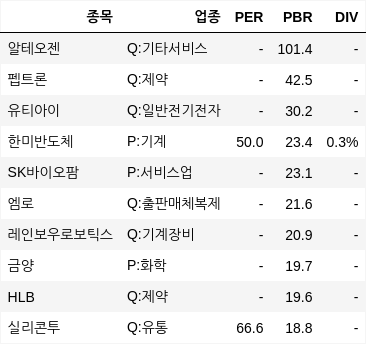 종목 업종 PER PBR DIV
알테오젠 Q:기타서비스 - 101.4 -
펩트론 Q:제약 - 42.5 -
유티아이 Q:일반전기전자 - 30.2 -
한미반도체 P:기계 50.0 23.4 0.3%
SK바이오팜 P:서비스업 - 23.1 -
엠로 Q:출판매체복제 - 21.6 -
레인보우로보틱스 Q:기계장비 - 20.9 -
금양 P:화학 - 19.7 -
HLB Q:제약 - 19.6 -
실리콘투 Q:유통 66.6 18.8 -